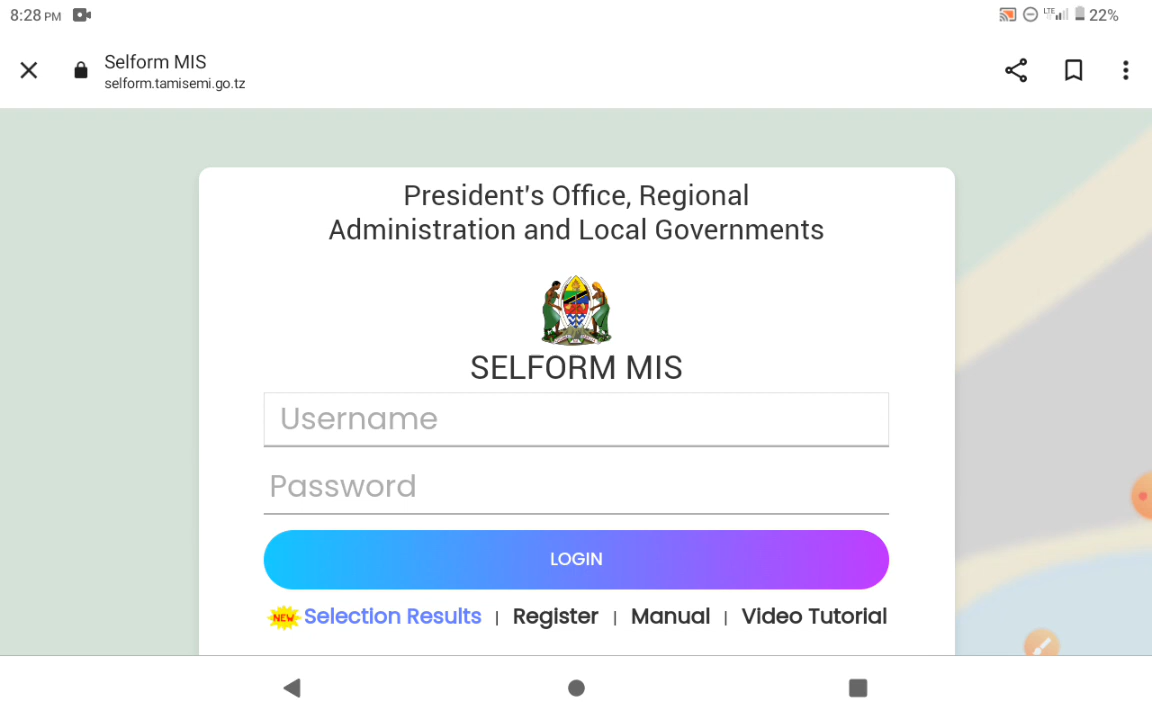 8:28 PM LTE 22%
Selform MIS
selform.tamisemi.go.tz
President's Office, Regional
Administration and Local Governments
SELFORM MIS
Username
Password
LOGIN
NEW Selection Results | Register | Manual | Video Tutorial